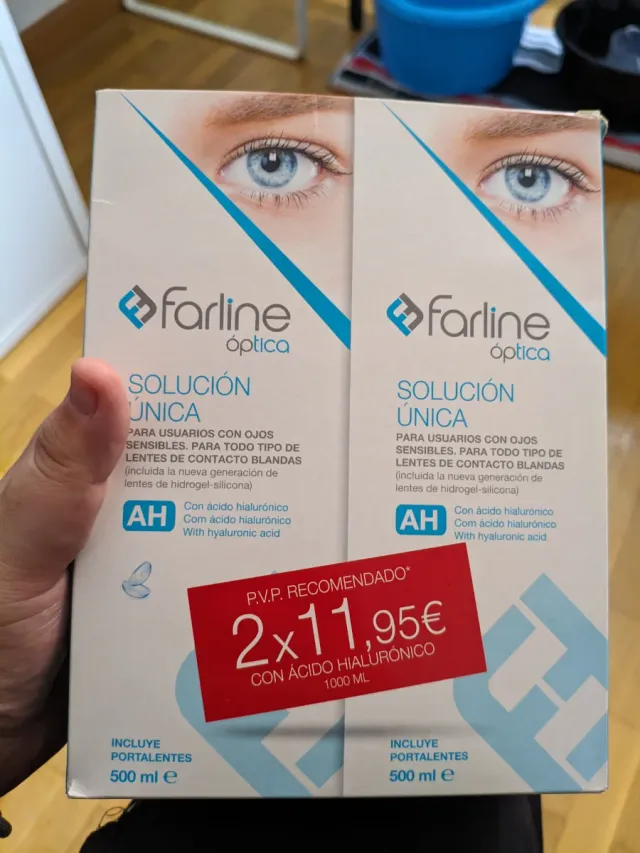 farline
óptica
SOLUCIÓN
ÚNICA
PARA USUARIOS CON OJOS
SENSIBLES. PARA TODO TIPO DE
LENTES DE CONTACTO BLANDAS
(incluida la nueva generación de
lentes de hidrogel-silicona)
AH
Con ácido hialurónico
Com ácido hialurónico
With hyaluronic acid
INCLUYE
PORTALENTES
500 ml e
farline
óptica
SOLUCIÓN
ÚNICA
PARA USUARIOS CON OJOS
SENSIBLES. PARA TODO TIPO DE
LENTES DE CONTACTO BLANDAS
(incluida la nueva generación de
lentes de hidrogel-silicona)
AH
Con ácido hialurónico
Com ácido hialurónico
With hyaluronic acid
INCLUYE
PORTALENTES
500 ml e
P.V.P. RECOMENDADO*
2x11,95€
CON ÁCIDO HIALURÓNICO
1000 ML